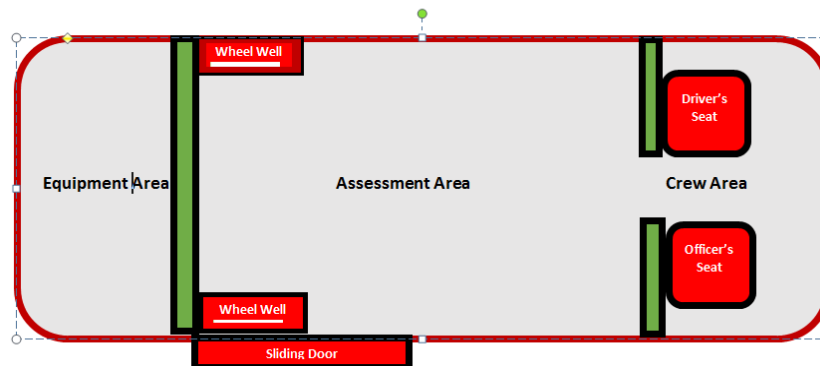 Wheel Well
Driver's
Seat
Equipment Area
Assessment Area
Crew Area
Officer's
Seat
Wheel Well
Sliding Door